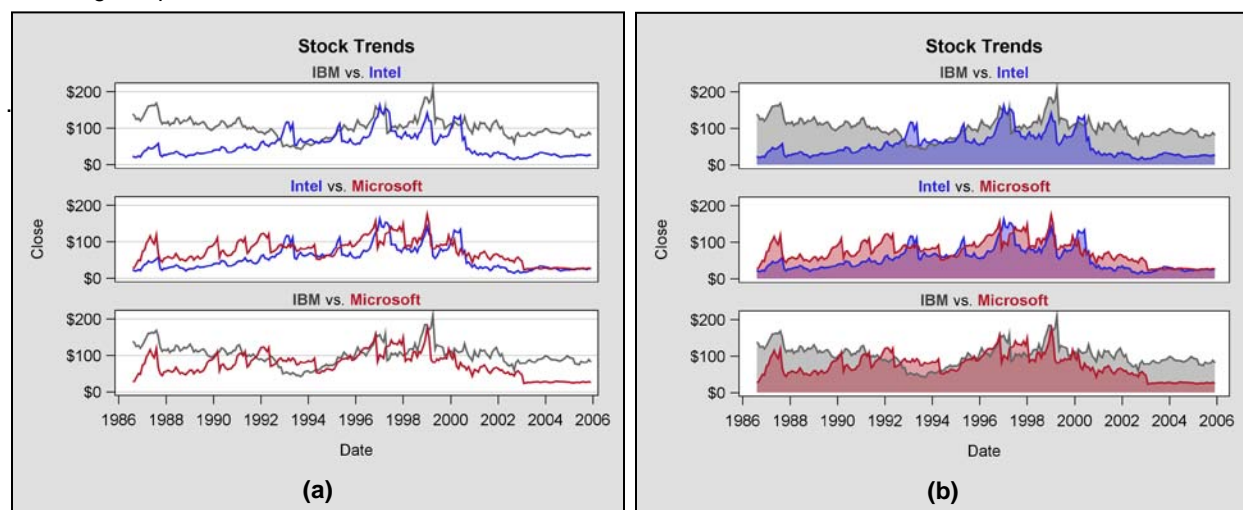 Stock Trends
IBM vs. Intel
$200
$100
$0
Intel vs. Microsoft
$200
$100
$0
Close
IBM vs. Microsoft
$200
$100
$0
1986 1988 1990 1992 1994 1996 1998 2000 2002 2004 2006
Date
(a)
Stock Trends
IBM vs. Intel
$200
$100
$0
Intel vs. Microsoft
$200
$100
$0
Close
IBM vs. Microsoft
$200
$100
$0
1986 1988 1990 1992 1994 1996 1998 2000 2002 2004 2006
Date
(b)